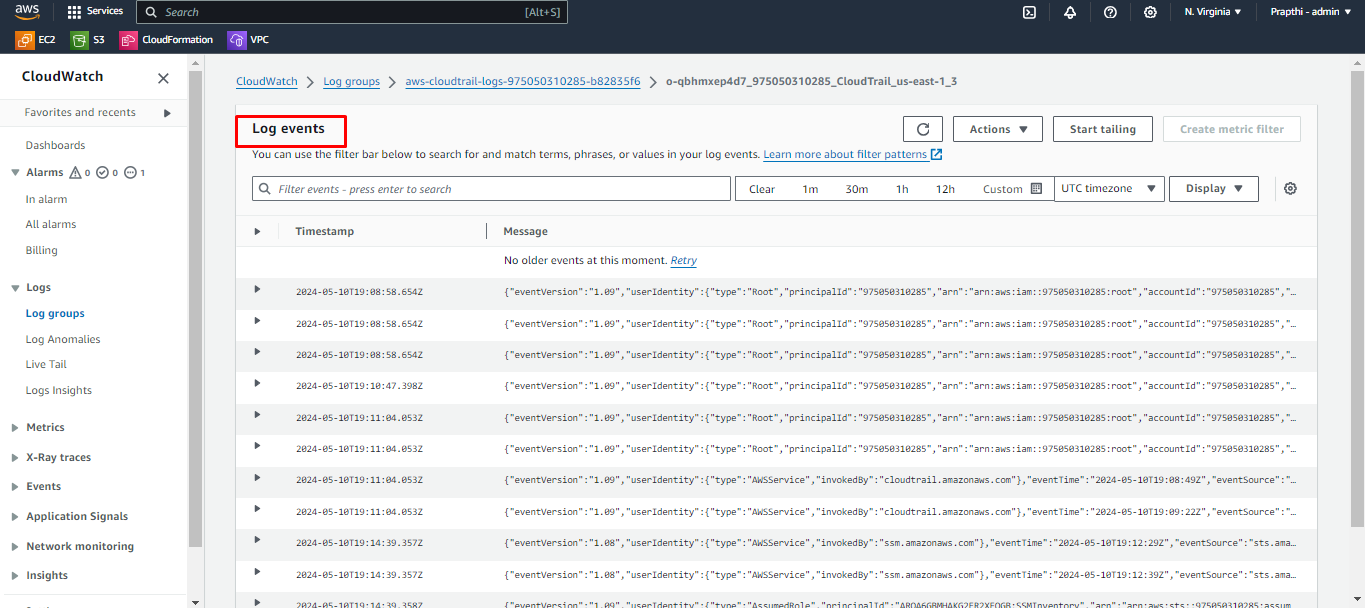 aws Services Search [Alt+S] N. Virginia Prapthi - admin
EC2 S3 CloudFormation VPC
CloudWatch
Favorites and recents
Dashboards
Alarms 0 0 1
In alarm
All alarms
Billing
Logs
Log groups
Log Anomalies
Live Tail
Logs Insights
Metrics
X-Ray traces
Events
Application Signals
Network monitoring
Insights
CloudWatch > Log groups > aws-cloudtrail-logs-975050310285-b82835f6 > o-qbhmxep4d7_975050310285_CloudTrail_us-east-1_3
Log events
Actions Start tailing Create metric filter
You can use the filter bar below to search for and match terms, phrases, or values in your log events. Learn more about filter patterns
Filter events - press enter to search Clear 1m 30m 1h 12h Custom UTC timezone Display
Timestamp Message
No older events at this moment. Retry
2024-05-10T19:08:58.654Z {"eventVersion":"1.09","userIdentity":{"type":"Root","principalId":"975050310285","arn":"arn:aws:iam::975050310285:root","accountId":"975050310285","…
2024-05-10T19:08:58.654Z {"eventVersion":"1.09","userIdentity":{"type":"Root","principalId":"975050310285","arn":"arn:aws:iam::975050310285:root","accountId":"975050310285","…
2024-05-10T19:08:58.654Z {"eventVersion":"1.09","userIdentity":{"type":"Root","principalId":"975050310285","arn":"arn:aws:iam::975050310285:root","accountId":"975050310285","…
2024-05-10T19:10:47.398Z {"eventVersion":"1.09","userIdentity":{"type":"Root","principalId":"975050310285","arn":"arn:aws:iam::975050310285:root","accountId":"975050310285","…
2024-05-10T19:11:04.053Z {"eventVersion":"1.09","userIdentity":{"type":"Root","principalId":"975050310285","arn":"arn:aws:iam::975050310285:root","accountId":"975050310285","…
2024-05-10T19:11:04.053Z {"eventVersion":"1.09","userIdentity":{"type":"Root","principalId":"975050310285","arn":"arn:aws:iam::975050310285:root","accountId":"975050310285","…
2024-05-10T19:11:04.053Z {"eventVersion":"1.09","userIdentity":{"type":"AWSService","invokedBy":"cloudtrail.amazonaws.com"},"eventTime":"2024-05-10T19:08:49Z","eventSource":"…
2024-05-10T19:11:04.053Z {"eventVersion":"1.09","userIdentity":{"type":"AWSService","invokedBy":"cloudtrail.amazonaws.com"},"eventTime":"2024-05-10T19:09:22Z","eventSource":"…
2024-05-10T19:14:39.357Z {"eventVersion":"1.08","userIdentity":{"type":"AWSService","invokedBy":"ssm.amazonaws.com"},"eventTime":"2024-05-10T19:12:29Z","eventSource":"sts.ama…
2024-05-10T19:14:39.357Z {"eventVersion":"1.08","userIdentity":{"type":"AWSService","invokedBy":"ssm.amazonaws.com"},"eventTime":"2024-05-10T19:12:39Z","eventSource":"sts.ama…
2024-05-10T19:14:39.358Z {"eventVersion":"1.08","userIdentity":{"type":"AssumedRole","principalId":